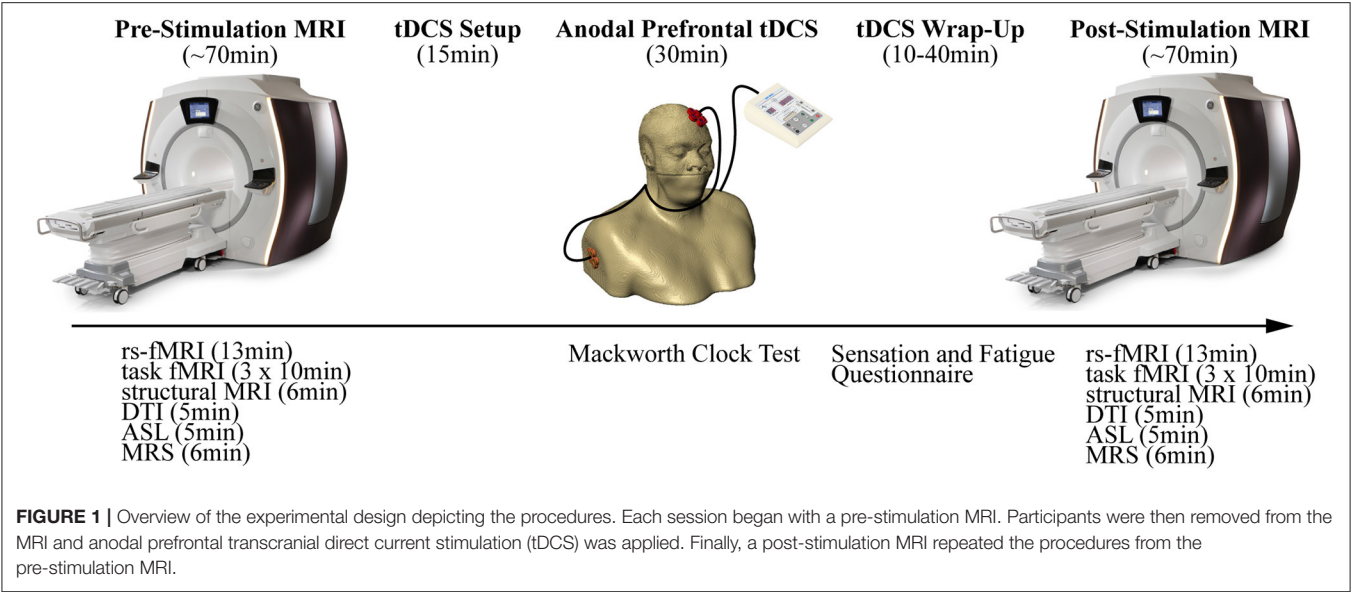 Pre-Stimulation MRI
(~70min)
tDCS Setup
(15min)
Anodal Prefrontal tDCS
(30min)
tDCS Wrap-Up
(10-40min)
Post-Stimulation MRI
(~70min)
rs-fMRI (13min)
task fMRI (3 x 10min)
structural MRI (6min)
DTI (5min)
ASL (5min)
MRS (6min)
Mackworth Clock Test
Sensation and Fatigue
Questionnaire
rs-fMRI (13min)
task fMRI (3 x 10min)
structural MRI (6min)
DTI (5min)
ASL (5min)
MRS (6min)
FIGURE 1 | Overview of the experimental design depicting the procedures. Each session began with a pre-stimulation MRI. Participants were then removed from the
MRI and anodal prefrontal transcranial direct current stimulation (tDCS) was applied. Finally, a post-stimulation MRI repeated the procedures from the
pre-stimulation MRI.